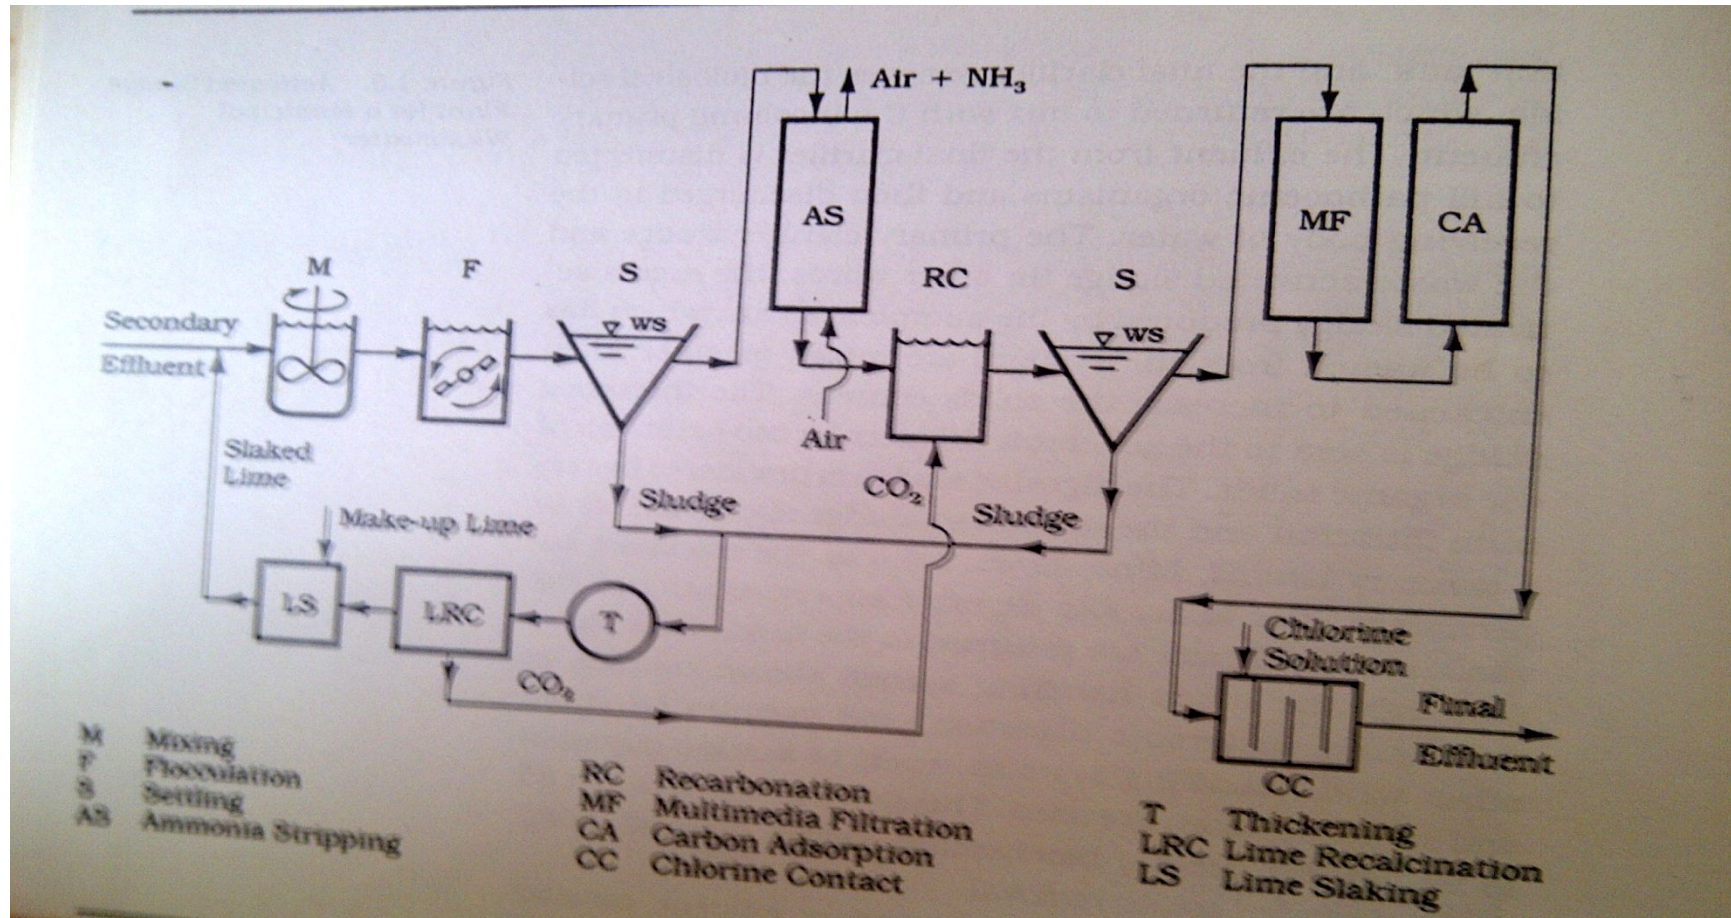 Air + NH₃
AS
MF
CA
M
F
S
RC
S
Secondary
Effluent
ws
ws
Air
Slaked
Lime
CO₂
Sludge
Sludge
Make-up Lime
LS
LRC
T
CO₂
Chlorine
Solution
Final
Effluent
CC
M Mixing
F Flocculation
S Settling
AS Ammonia Stripping
RC Recarbonation
MF Multimedia Filtration
CA Carbon Adsorption
CC Chlorine Contact
T Thickening
LRC Lime Recalcination
LS Lime Slaking